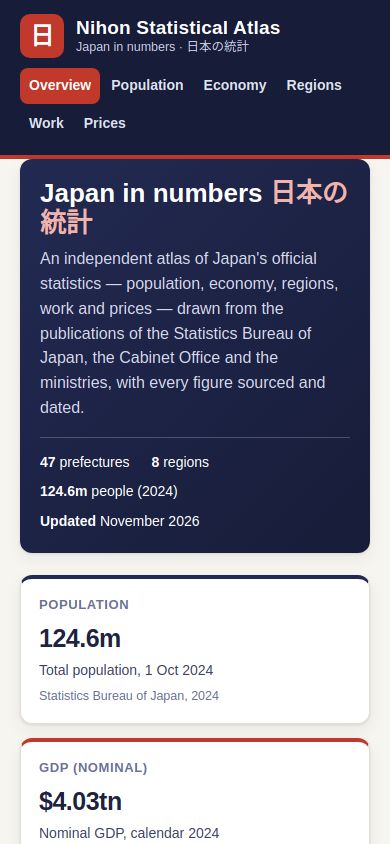 日
Nihon Statistical Atlas
Japan in numbers · 日本の統計
Overview Population Economy Regions
Work Prices
Japan in numbers 日本の
統計
An independent atlas of Japan's official
statistics — population, economy, regions,
work and prices — drawn from the
publications of the Statistics Bureau of
Japan, the Cabinet Office and the
ministries, with every figure sourced and
dated.
47 prefectures 8 regions
124.6m people (2024)
Updated November 2026
POPULATION
124.6m
Total population, 1 Oct 2024
Statistics Bureau of Japan, 2024
GDP (NOMINAL)
$4.03tn
Nominal GDP, calendar 2024